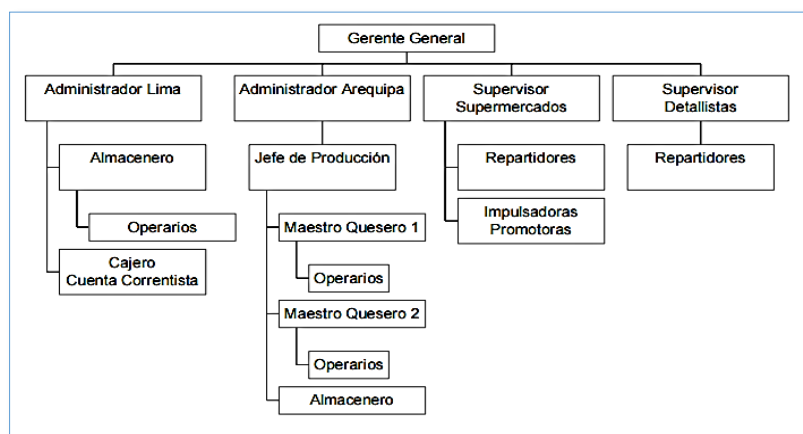 Gerente General
Administrador Lima
Administrador Arequipa
Supervisor
Supermercados
Supervisor
Detallistas
Almacenero
Jefe de Producción
Repartidores
Repartidores
Operarios
Maestro Quesero 1
Impulsadoras
Promotoras
Cajero
Cuenta Correntista
Operarios
Maestro Quesero 2
Operarios
Almacenero